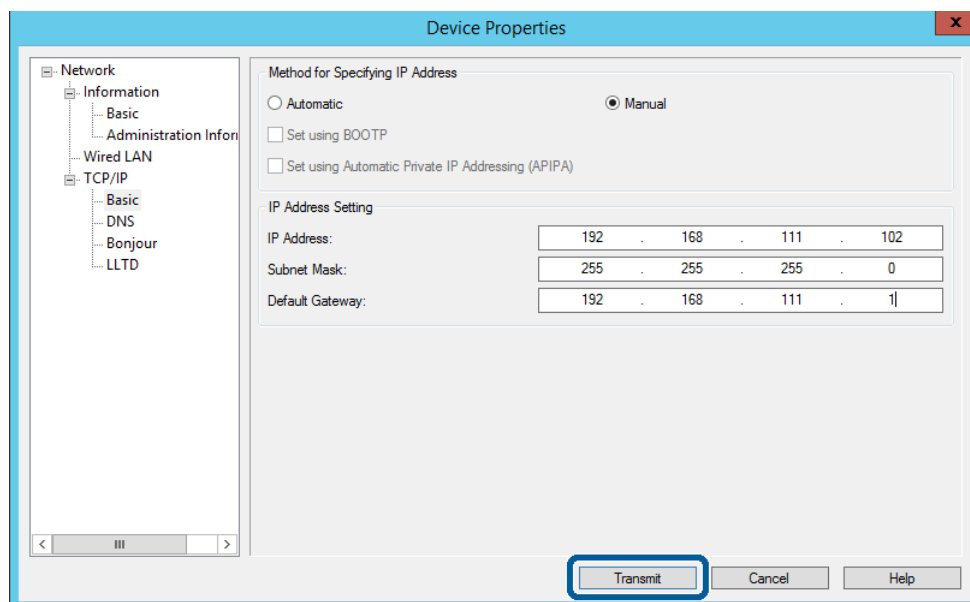 Device Properties
x
Network
Information
Basic
Administration Infor
Wired LAN
TCP/IP
Basic
DNS
Bonjour
LLTD
Method for Specifying IP Address
Automatic
Manual
Set using BOOTP
Set using Automatic Private IP Addressing (APIPA)
IP Address Setting
IP Address: 192 . 168 . 111 . 102
Subnet Mask: 255 . 255 . 255 . 0
Default Gateway: 192 . 168 . 111 . 1
Transmit Cancel Help